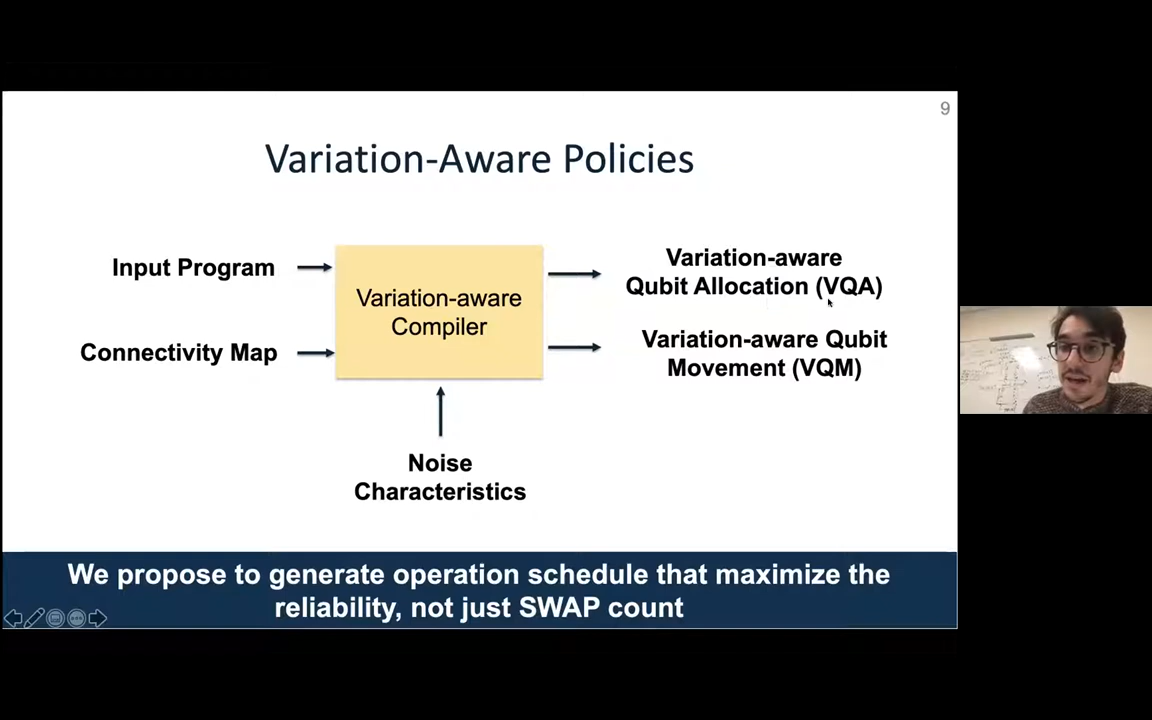 9
Variation-Aware Policies
Input Program
Connectivity Map
Variation-aware
Compiler
Noise
Characteristics
Variation-aware
Qubit Allocation (VQA)
Variation-aware Qubit
Movement (VQM)
We propose to generate operation schedule that maximize the
reliability, not just SWAP count